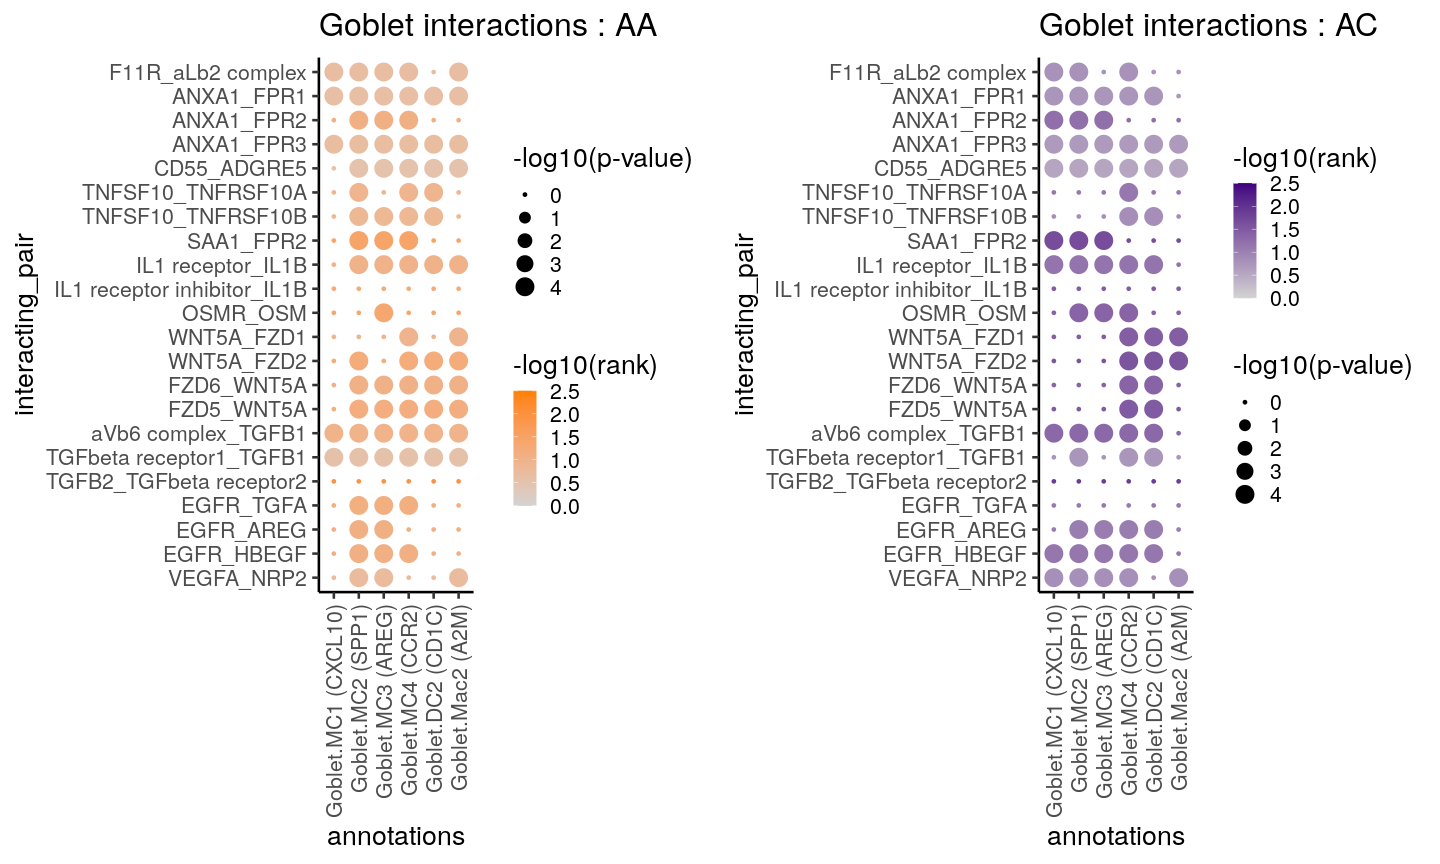 Goblet interactions : AA
interacting_pair
F11R_aLb2 complex
ANXA1_FPR1
ANXA1_FPR2
ANXA1_FPR3
CD55_ADGRE5
TNFSF10_TNFRSF10A
TNFSF10_TNFRSF10B
SAA1_FPR2
IL1 receptor_IL1B
IL1 receptor inhibitor_IL1B
OSMR_OSM
WNT5A_FZD1
WNT5A_FZD2
FZD6_WNT5A
FZD5_WNT5A
aVb6 complex_TGFB1
TGFbeta receptor1_TGFB1
TGFB2_TGFbeta receptor2
EGFR_TGFA
EGFR_AREG
EGFR_HBEGF
VEGFA_NRP2
Goblet.MC1 (CXCL10)
Goblet.MC2 (SPP1)
Goblet.MC3 (AREG)
Goblet.MC4 (CCR2)
Goblet.DC2 (CD1C)
Goblet.Mac2 (A2M)
annotations
-log10(p-value)
0
1
2
3
4
-log10(rank)
2.5
2.0
1.5
1.0
0.5
0.0
Goblet interactions : AC
interacting_pair
F11R_aLb2 complex
ANXA1_FPR1
ANXA1_FPR2
ANXA1_FPR3
CD55_ADGRE5
TNFSF10_TNFRSF10A
TNFSF10_TNFRSF10B
SAA1_FPR2
IL1 receptor_IL1B
IL1 receptor inhibitor_IL1B
OSMR_OSM
WNT5A_FZD1
WNT5A_FZD2
FZD6_WNT5A
FZD5_WNT5A
aVb6 complex_TGFB1
TGFbeta receptor1_TGFB1
TGFB2_TGFbeta receptor2
EGFR_TGFA
EGFR_AREG
EGFR_HBEGF
VEGFA_NRP2
Goblet.MC1 (CXCL10)
Goblet.MC2 (SPP1)
Goblet.MC3 (AREG)
Goblet.MC4 (CCR2)
Goblet.DC2 (CD1C)
Goblet.Mac2 (A2M)
annotations
-log10(rank)
2.5
2.0
1.5
1.0
0.5
0.0
-log10(p-value)
0
1
2
3
4